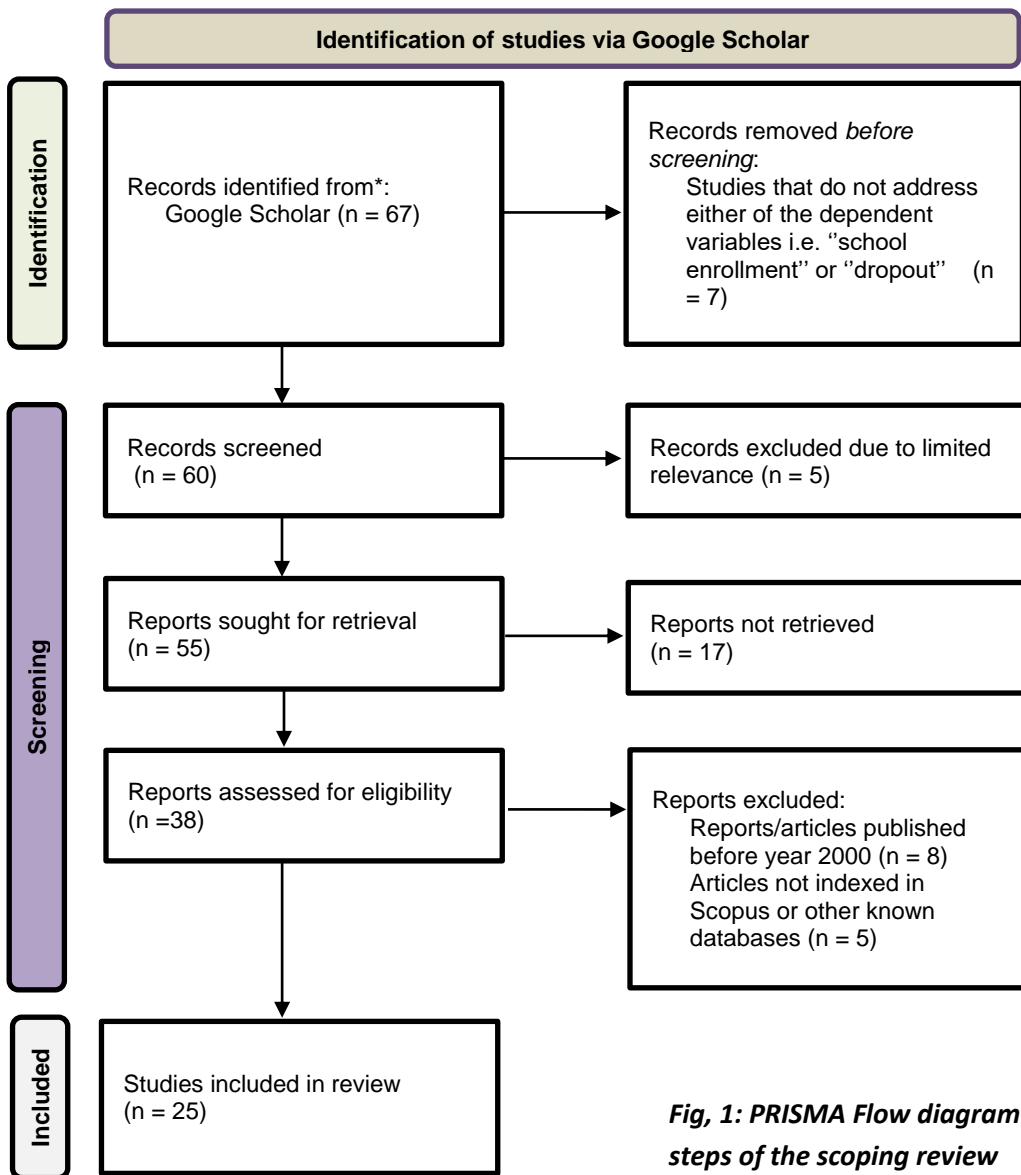 Identification of studies via Google Scholar
Identification
Records identified from*:
Google Scholar (n = 67)
Records removed before
screening:
Studies that do not address
either of the dependent
variables i.e. ‘’school
enrollment’’ or ‘’dropout’’ (n
= 7)
Screening
Records screened
(n = 60)
Records excluded due to limited
relevance (n = 5)
Reports sought for retrieval
(n = 55)
Reports not retrieved
(n = 17)
Reports assessed for eligibility
(n =38)
Reports excluded:
Reports/articles published
before year 2000 (n = 8)
Articles not indexed in
Scopus or other known
databases (n = 5)
Included
Studies included in review
(n = 25)
Fig, 1: PRISMA Flow diagram
steps of the scoping review